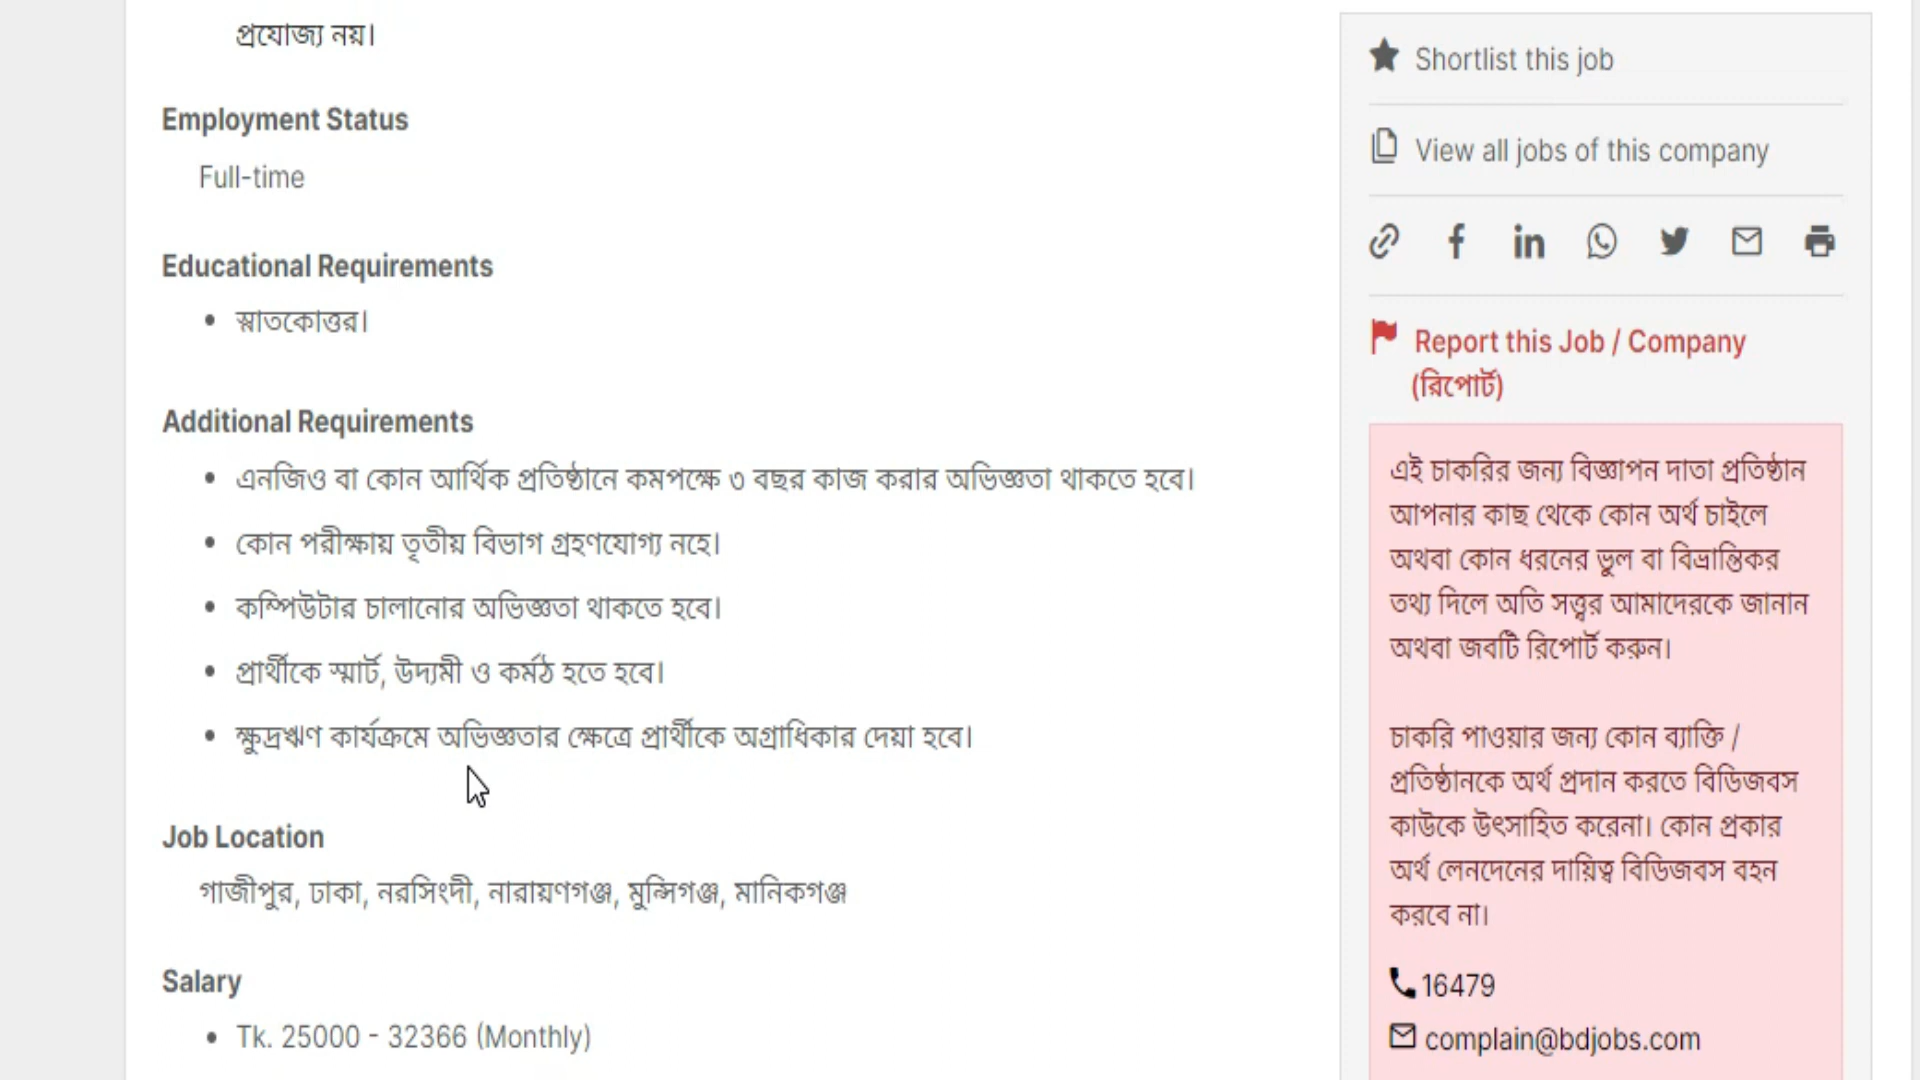 প্রযোজ্য নয়।
Employment Status
Full-time
Educational Requirements
• স্নাতকোত্তর।
Additional Requirements
• এনজিও বা কোন আর্থিক প্রতিষ্ঠানে কমপক্ষে ৩ বছর কাজ করার অভিজ্ঞতা থাকতে হবে।
• কোন পরীক্ষায় তৃতীয় বিভাগ গ্রহণযোগ্য নহে।
• কম্পিউটার চালানোর অভিজ্ঞতা থাকতে হবে।
• প্রার্থীকে স্মার্ট, উদ্যমী ও কর্মঠ হতে হবে।
• ক্ষুদ্রঋণ কার্যক্রমে অভিজ্ঞতার ক্ষেত্রে প্রার্থীকে অগ্রাধিকার দেয়া হবে।
Job Location
গাজীপুর, ঢাকা, নরসিংদী, নারায়ণগঞ্জ, মুন্সিগঞ্জ, মানিকগঞ্জ
Salary
• Tk. 25000 - 32366 (Monthly)
Shortlist this job
View all jobs of this company
Report this Job / Company
(রিপোর্ট)
এই চাকরির জন্য বিজ্ঞাপন দাতা প্রতিষ্ঠান
আপনার কাছ থেকে কোন অর্থ চাইলে
অথবা কোন ধরনের ভুল বা বিভ্রান্তিকর
তথ্য দিলে অতি সত্ত্বর আমাদেরকে জানান
অথবা জবটি রিপোর্ট করুন।
চাকরি পাওয়ার জন্য কোন ব্যাক্তি /
প্রতিষ্ঠানকে অর্থ প্রদান করতে বিডিজবস
কাউকে উৎসাহিত করেনা। কোন প্রকার
অর্থ লেনদেনের দায়িত্ব বিডিজবস বহন
করবে না।
16479
complain@bdjobs.com